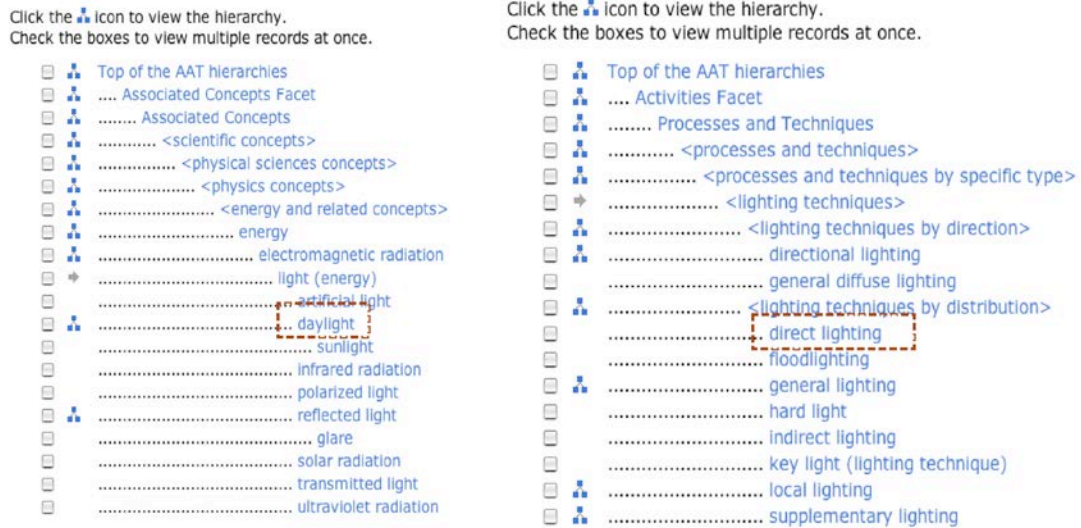 Click the icon to view the hierarchy.
Check the boxes to view multiple records at once.
Top of the AAT hierarchies
.... Associated Concepts Facet
........ Associated Concepts
............ <scientific concepts>
................ <physical sciences concepts>
.................... <physics concepts>
........................ <energy and related concepts>
............................ energy
................................ electromagnetic radiation
.................................... light (energy)
........................................ artificial light
........................................ daylight
............................................ sunlight
........................................ infrared radiation
........................................ polarized light
........................................ reflected light
............................................ glare
........................................ solar radiation
........................................ transmitted light
........................................ ultraviolet radiation
Click the icon to view the hierarchy.
Check the boxes to view multiple records at once.
Top of the AAT hierarchies
.... Activities Facet
........ Processes and Techniques
............ <processes and techniques>
................ <processes and techniques by specific type>
.................... <lighting techniques>
........................ <lighting techniques by direction>
............................ directional lighting
............................ general diffuse lighting
........................ <lighting techniques by distribution>
............................ direct lighting
............................ floodlighting
............................ general lighting
............................ hard light
............................ indirect lighting
............................ key light (lighting technique)
............................ local lighting
............................ supplementary lighting